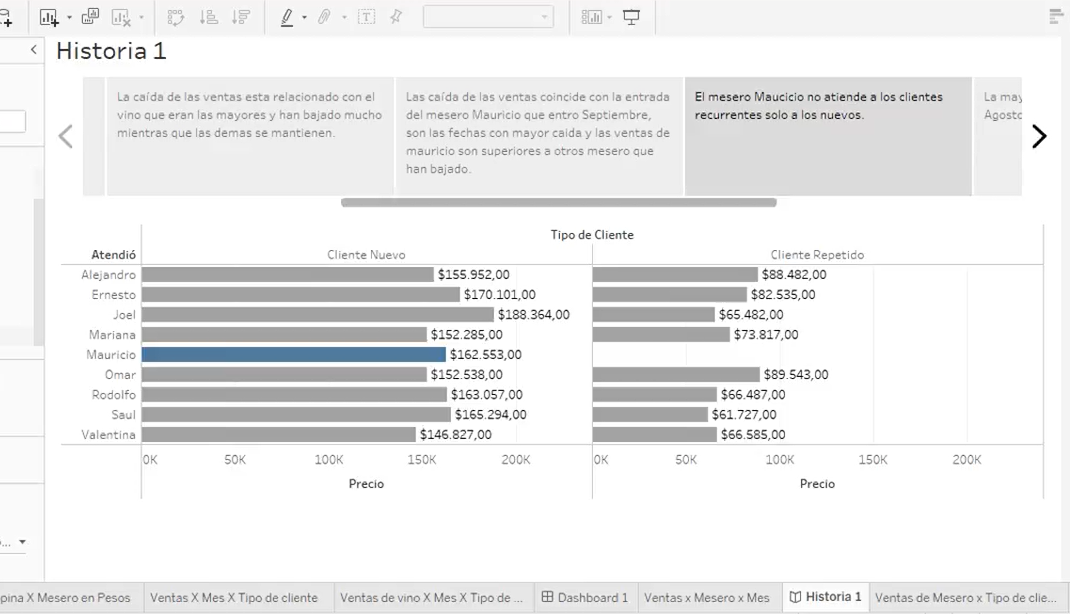 Historia 1
La caída de las ventas esta relacionado con el
vino que eran las mayores y han bajado mucho
mientras que las demas se mantienen.
Las caída de las ventas coincide con la entrada
del mesero Mauricio que entro Septiembre,
son las fechas con mayor caida y las ventas de
mauricio son superiores a otros mesero que
han bajado.
El mesero Maucicio no atiende a los clientes
recurrentes solo a los nuevos.
La may
Agosto
Tipo de Cliente
Atendió Cliente Nuevo Cliente Repetido
Alejandro $155.952,00 $88.482,00
Ernesto $170.101,00 $82.535,00
Joel $188.364,00 $65.482,00
Mariana $152.285,00 $73.817,00
Mauricio $162.553,00
Omar $152.538,00 $89.543,00
Rodolfo $163.057,00 $66.487,00
Saul $165.294,00 $61.727,00
Valentina $146.827,00 $66.585,00
0K 50K 100K 150K 200K 0K 50K 100K 150K 200K
Precio Precio
pina X Mesero en Pesos Ventas X Mes X Tipo de cliente Ventas de vino X Mes X Tipo de ... Dashboard 1 Ventas x Mesero x Mes Historia 1 Ventas de Mesero x Tipo de clie...